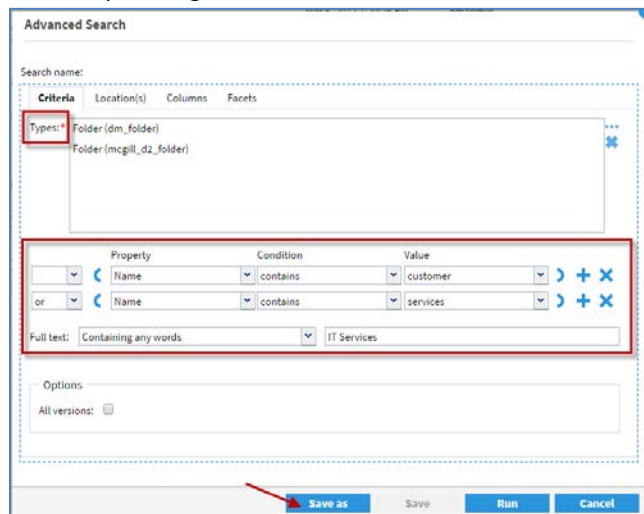 Advanced Search
Search name:
Criteria Location(s) Columns Facets
Types:* Folder (dm_folder)
Folder (mcgill_d2_folder)
Property Condition Value
( Name contains customer ) + ×
or ( Name contains services ) + ×
Full text: Containing any words IT Services
Options
All versions:
Save as Save Run Cancel